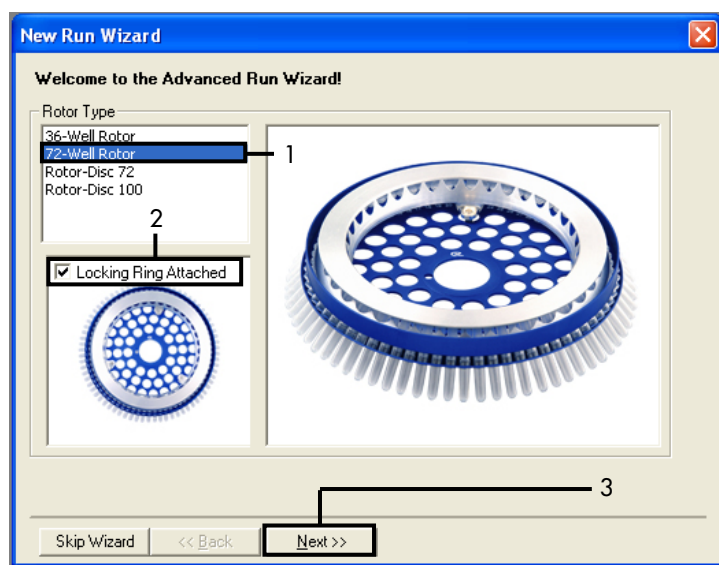 New Run Wizard
Welcome to the Advanced Run Wizard!
Rotor Type
36-Well Rotor
72-Well Rotor
Rotor-Disc 72
Rotor-Disc 100
1
2
Locking Ring Attached
3
Skip Wizard
<< Back
Next >>